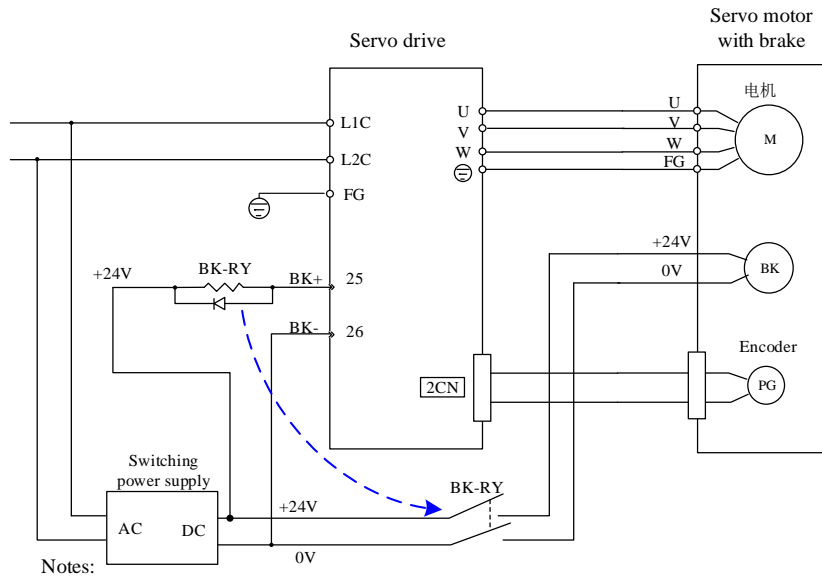 Servo drive
Servo motor
with brake
电机
L1C
L2C
FG
U
V
W
U
V
W
FG
M
+24V
BK-RY
BK+
25
BK-
26
+24V
0V
BK
2CN
Encoder
PG
Switching
power supply
AC
DC
+24V
0V
BK-RY
Notes: